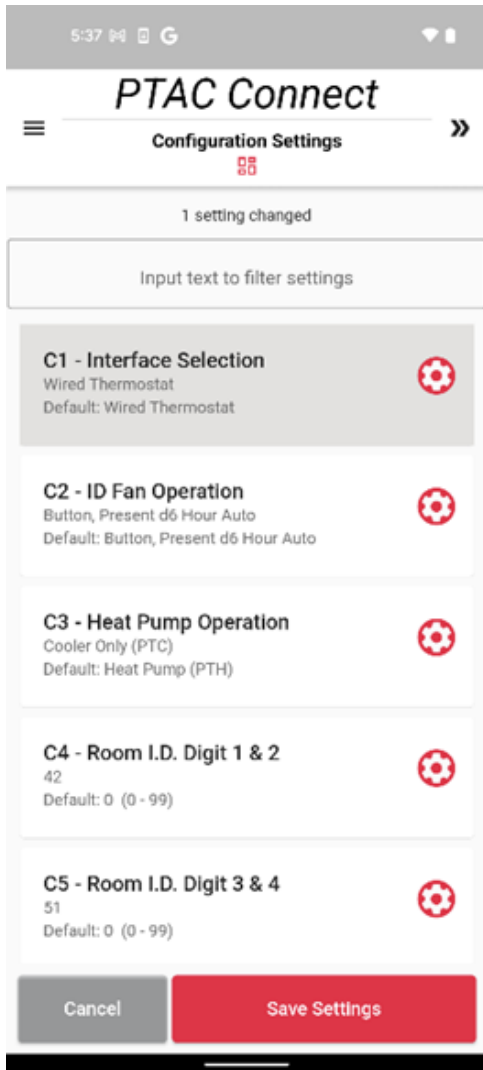 5:37
PTAC Connect
Configuration Settings
1 setting changed
Input text to filter settings
C1 - Interface Selection
Wired Thermostat
Default: Wired Thermostat
C2 - ID Fan Operation
Button, Present d6 Hour Auto
Default: Button, Present d6 Hour Auto
C3 - Heat Pump Operation
Cooler Only (PTC)
Default: Heat Pump (PTH)
C4 - Room I.D. Digit 1 & 2
42
Default: 0 (0 - 99)
C5 - Room I.D. Digit 3 & 4
51
Default: 0 (0 - 99)
Cancel Save Settings